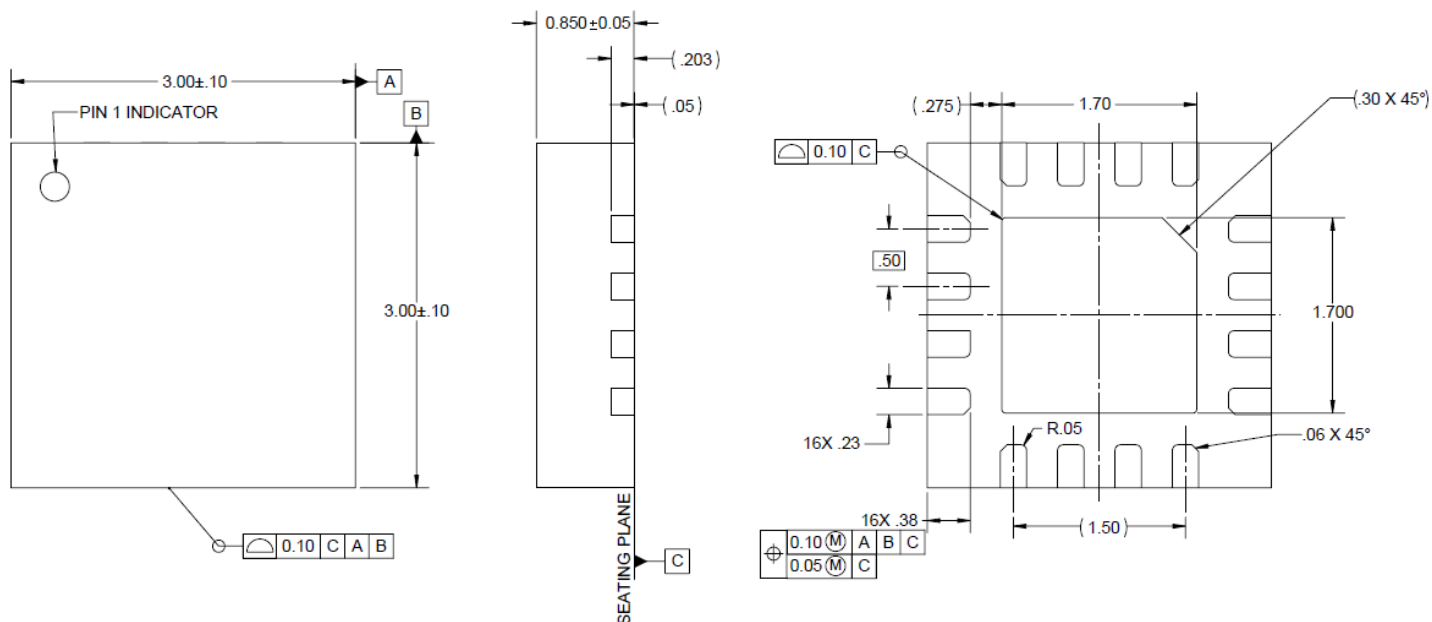 0.850±0.05
(.203)
(.05)
3.00±.10
A
PIN 1 INDICATOR
B
3.00±.10
0.10 C A B
SEATING PLANE
C
(.275)
1.70
(.30 X 45°)
0.10 C
.50
1.700
16X .23
R.05
.06 X 45°
16X .38
(1.50)
0.10 Ⓜ A B C
0.05 Ⓜ C